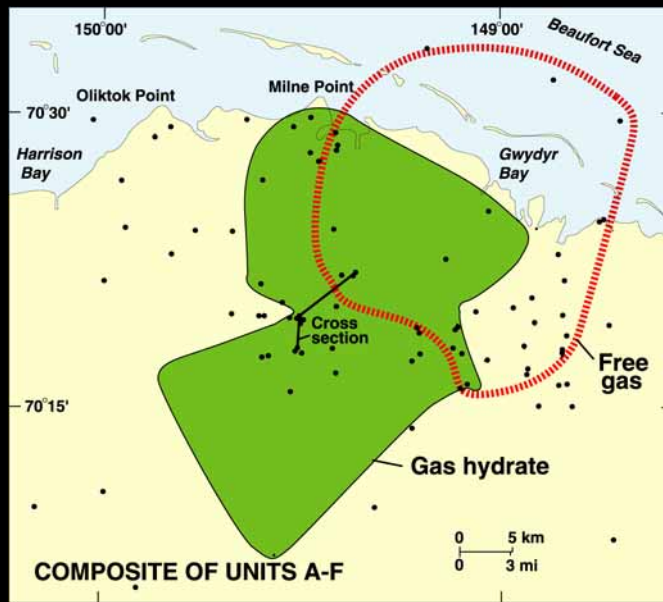 150°00'
149°00'
Beaufort Sea
Milne Point
Oliktok Point
70°30'
Harrison
Bay
Gwydyr
Bay
Cross
section
Free
gas
70°15'
Gas hydrate
0 5 km
0 3 mi
COMPOSITE OF UNITS A-F